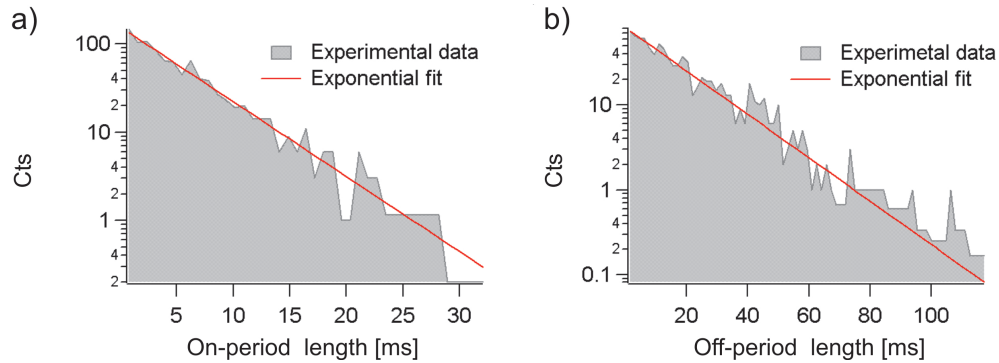 a)
Experimental data
Exponential fit
100
4
2
10
4
2
1
4
2
Cts
5 10 15 20 25 30
On-period length [ms]
b)
Experimetal data
Exponential fit
4
2
10
4
2
1
4
2
0.1
Cts
20 40 60 80 100
Off-period length [ms]